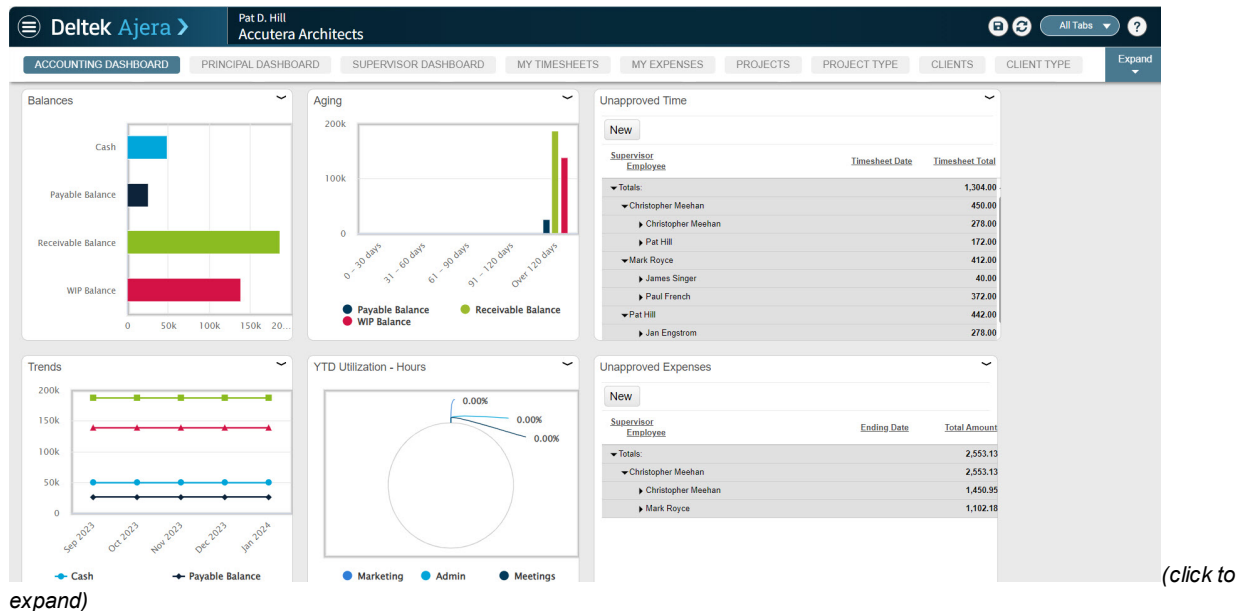 Deltek Ajera >
Pat D. Hill
Accutera Architects
All Tabs
?
ACCOUNTING DASHBOARD
PRINCIPAL DASHBOARD
SUPERVISOR DASHBOARD
MY TIMESHEETS
MY EXPENSES
PROJECTS
PROJECT TYPE
CLIENTS
CLIENT TYPE
Expand
Balances
Cash
Payable Balance
Receivable Balance
WIP Balance
0 50k 100k 150k 20...
Aging
200k
100k
0
0 - 30 days
31 - 60 days
61 - 90 days
91 - 120 days
Over 120 days
Payable Balance
Receivable Balance
WIP Balance
Unapproved Time
New
Supervisor
Employee
Timesheet Date
Timesheet Total
Totals: 1,304.00
Christopher Meehan 450.00
Christopher Meehan 278.00
Pat Hill 172.00
Mark Royce 412.00
James Singer 40.00
Paul French 372.00
Pat Hill 442.00
Jan Engstrom 278.00
Trends
200k
150k
100k
50k
0
Sep 2023
Oct 2023
Nov 2023
Dec 2023
Jan 2024
Cash
Payable Balance
YTD Utilization - Hours
0.00%
0.00%
0.00%
Marketing
Admin
Meetings
Unapproved Expenses
New
Supervisor
Employee
Ending Date
Total Amount
Totals: 2,553.13
Christopher Meehan 2,553.13
Christopher Meehan 1,450.95
Mark Royce 1,102.18
(click to
expand)